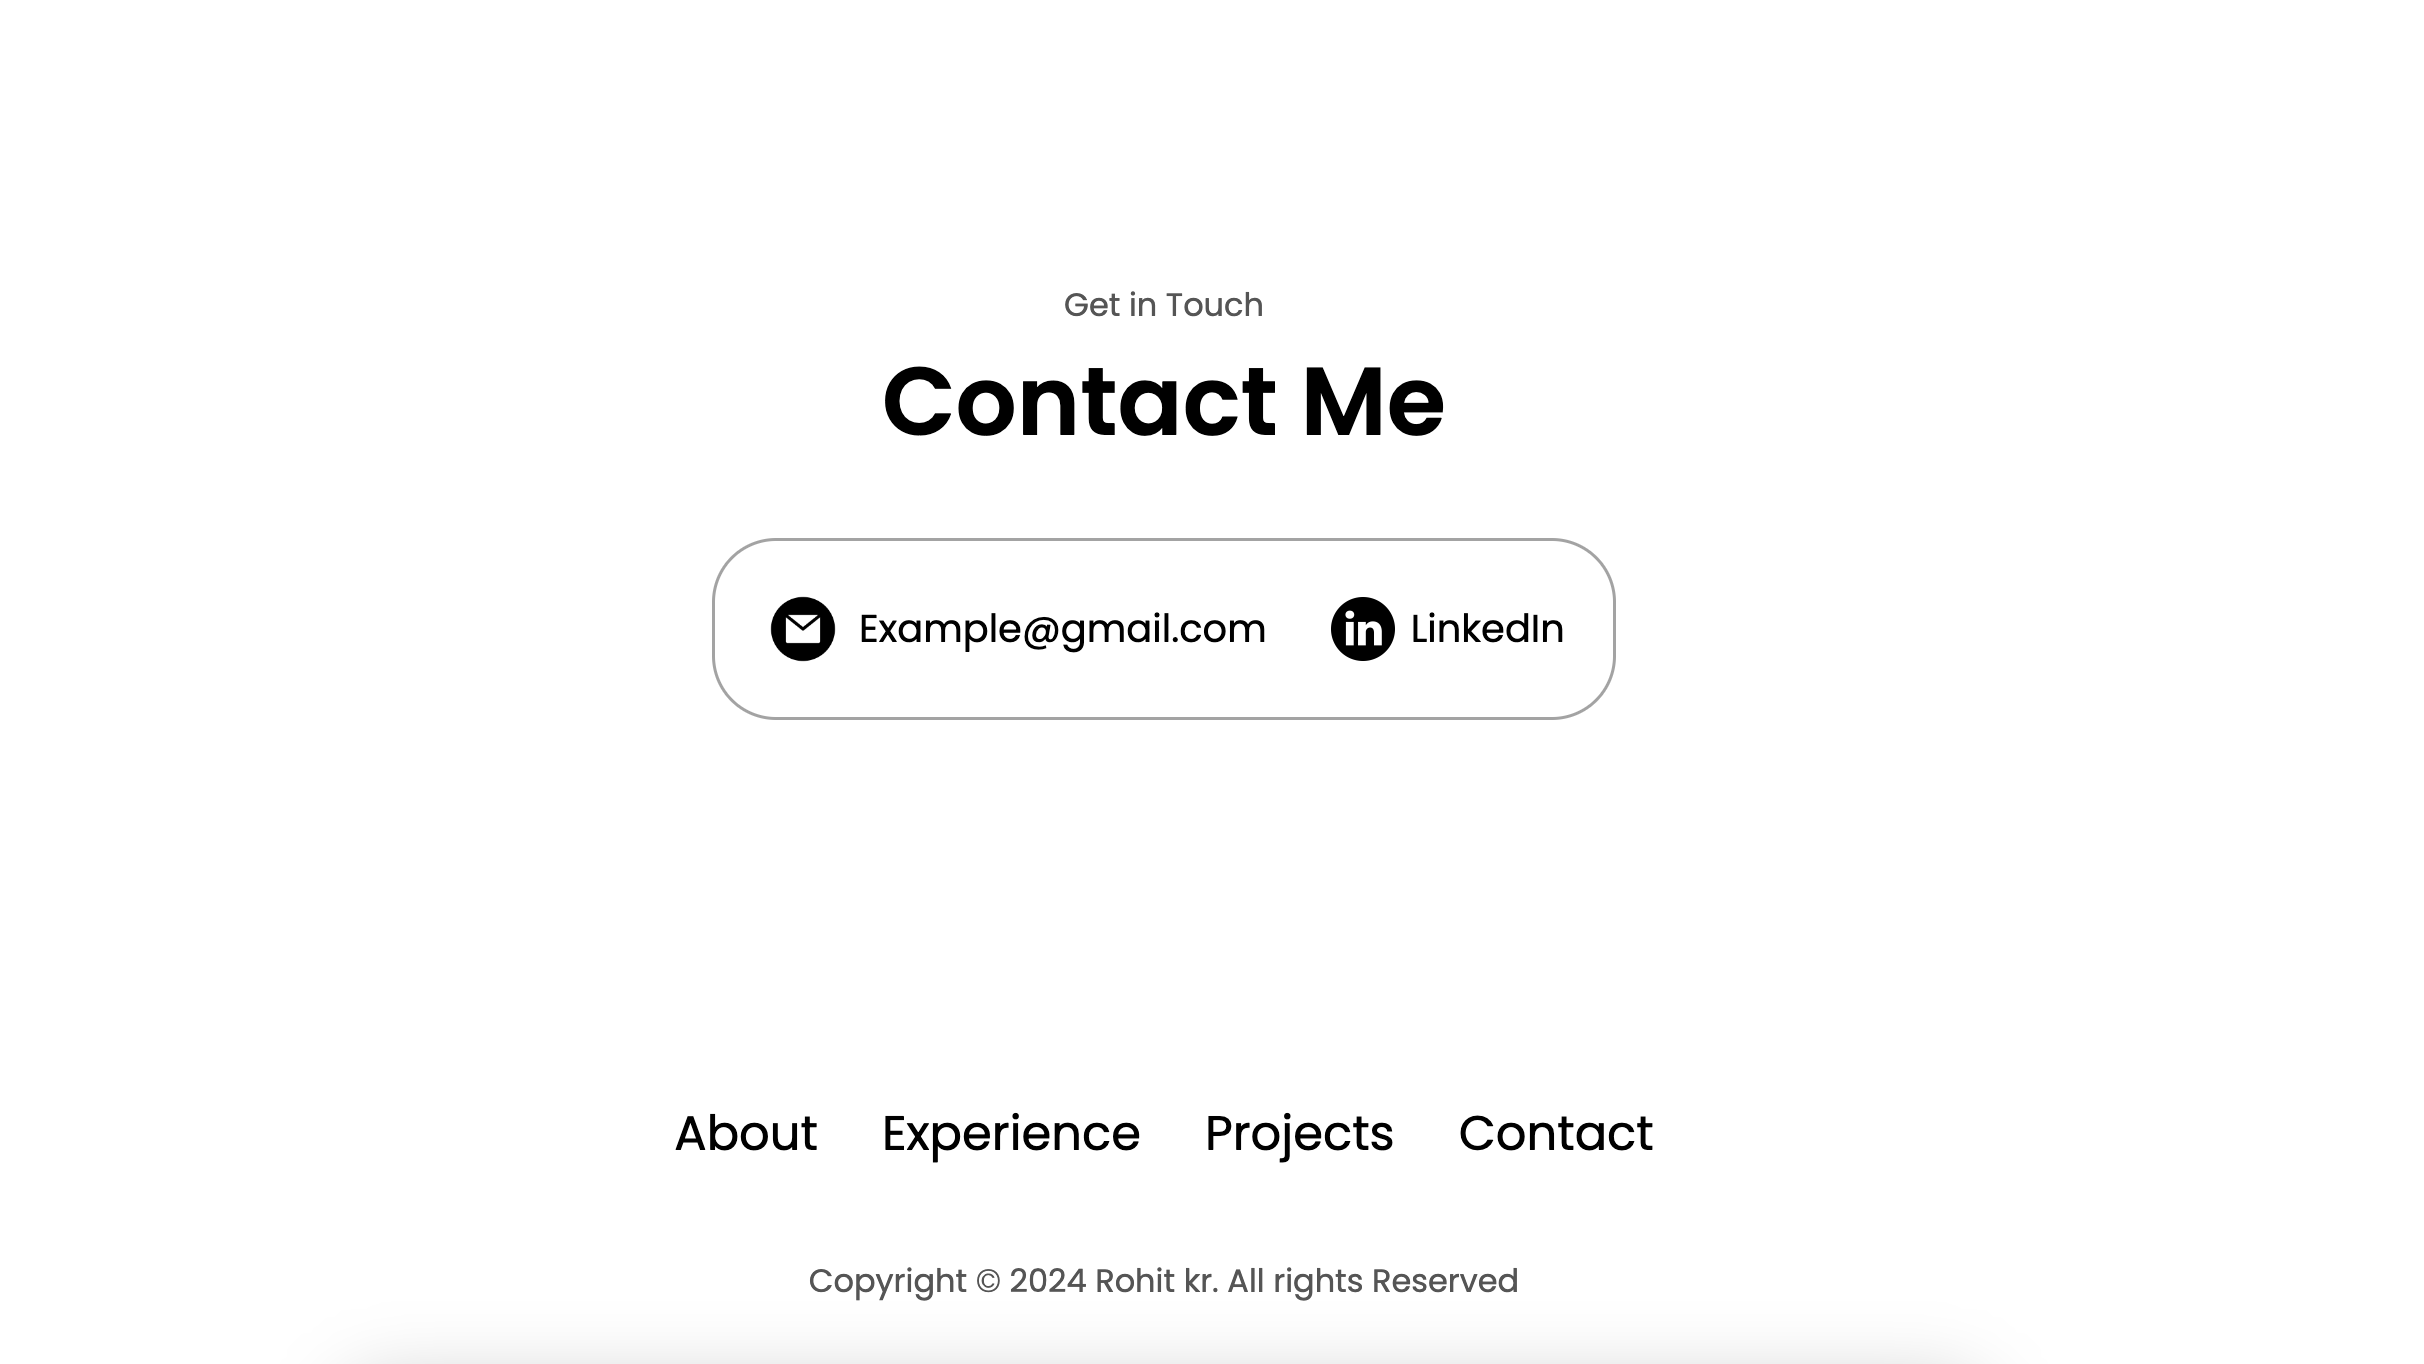 Get in Touch
Contact Me
Example@gmail.com LinkedIn
About Experience Projects Contact
Copyright © 2024 Rohit kr. All rights Reserved